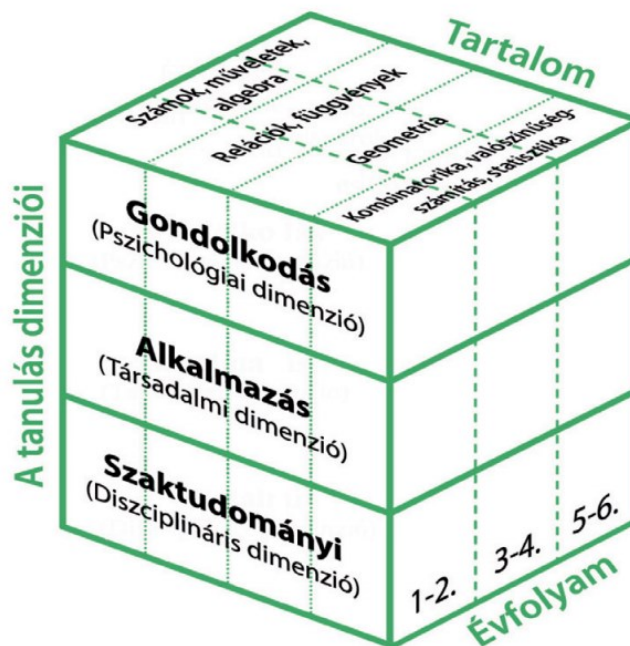 Tartalom
Számok, műveletek,
algebra
Relációk, függvények
Geometria
Kombinatorika, valószínűség-
számítás, statisztika
A tanulás dimenziói
Gondolkodás
(Pszichológiai dimenzió)
Alkalmazás
(Társadalmi dimenzió)
Szaktudományi
(Diszciplináris dimenzió)
1-2.
3-4.
5-6.
Évfolyam